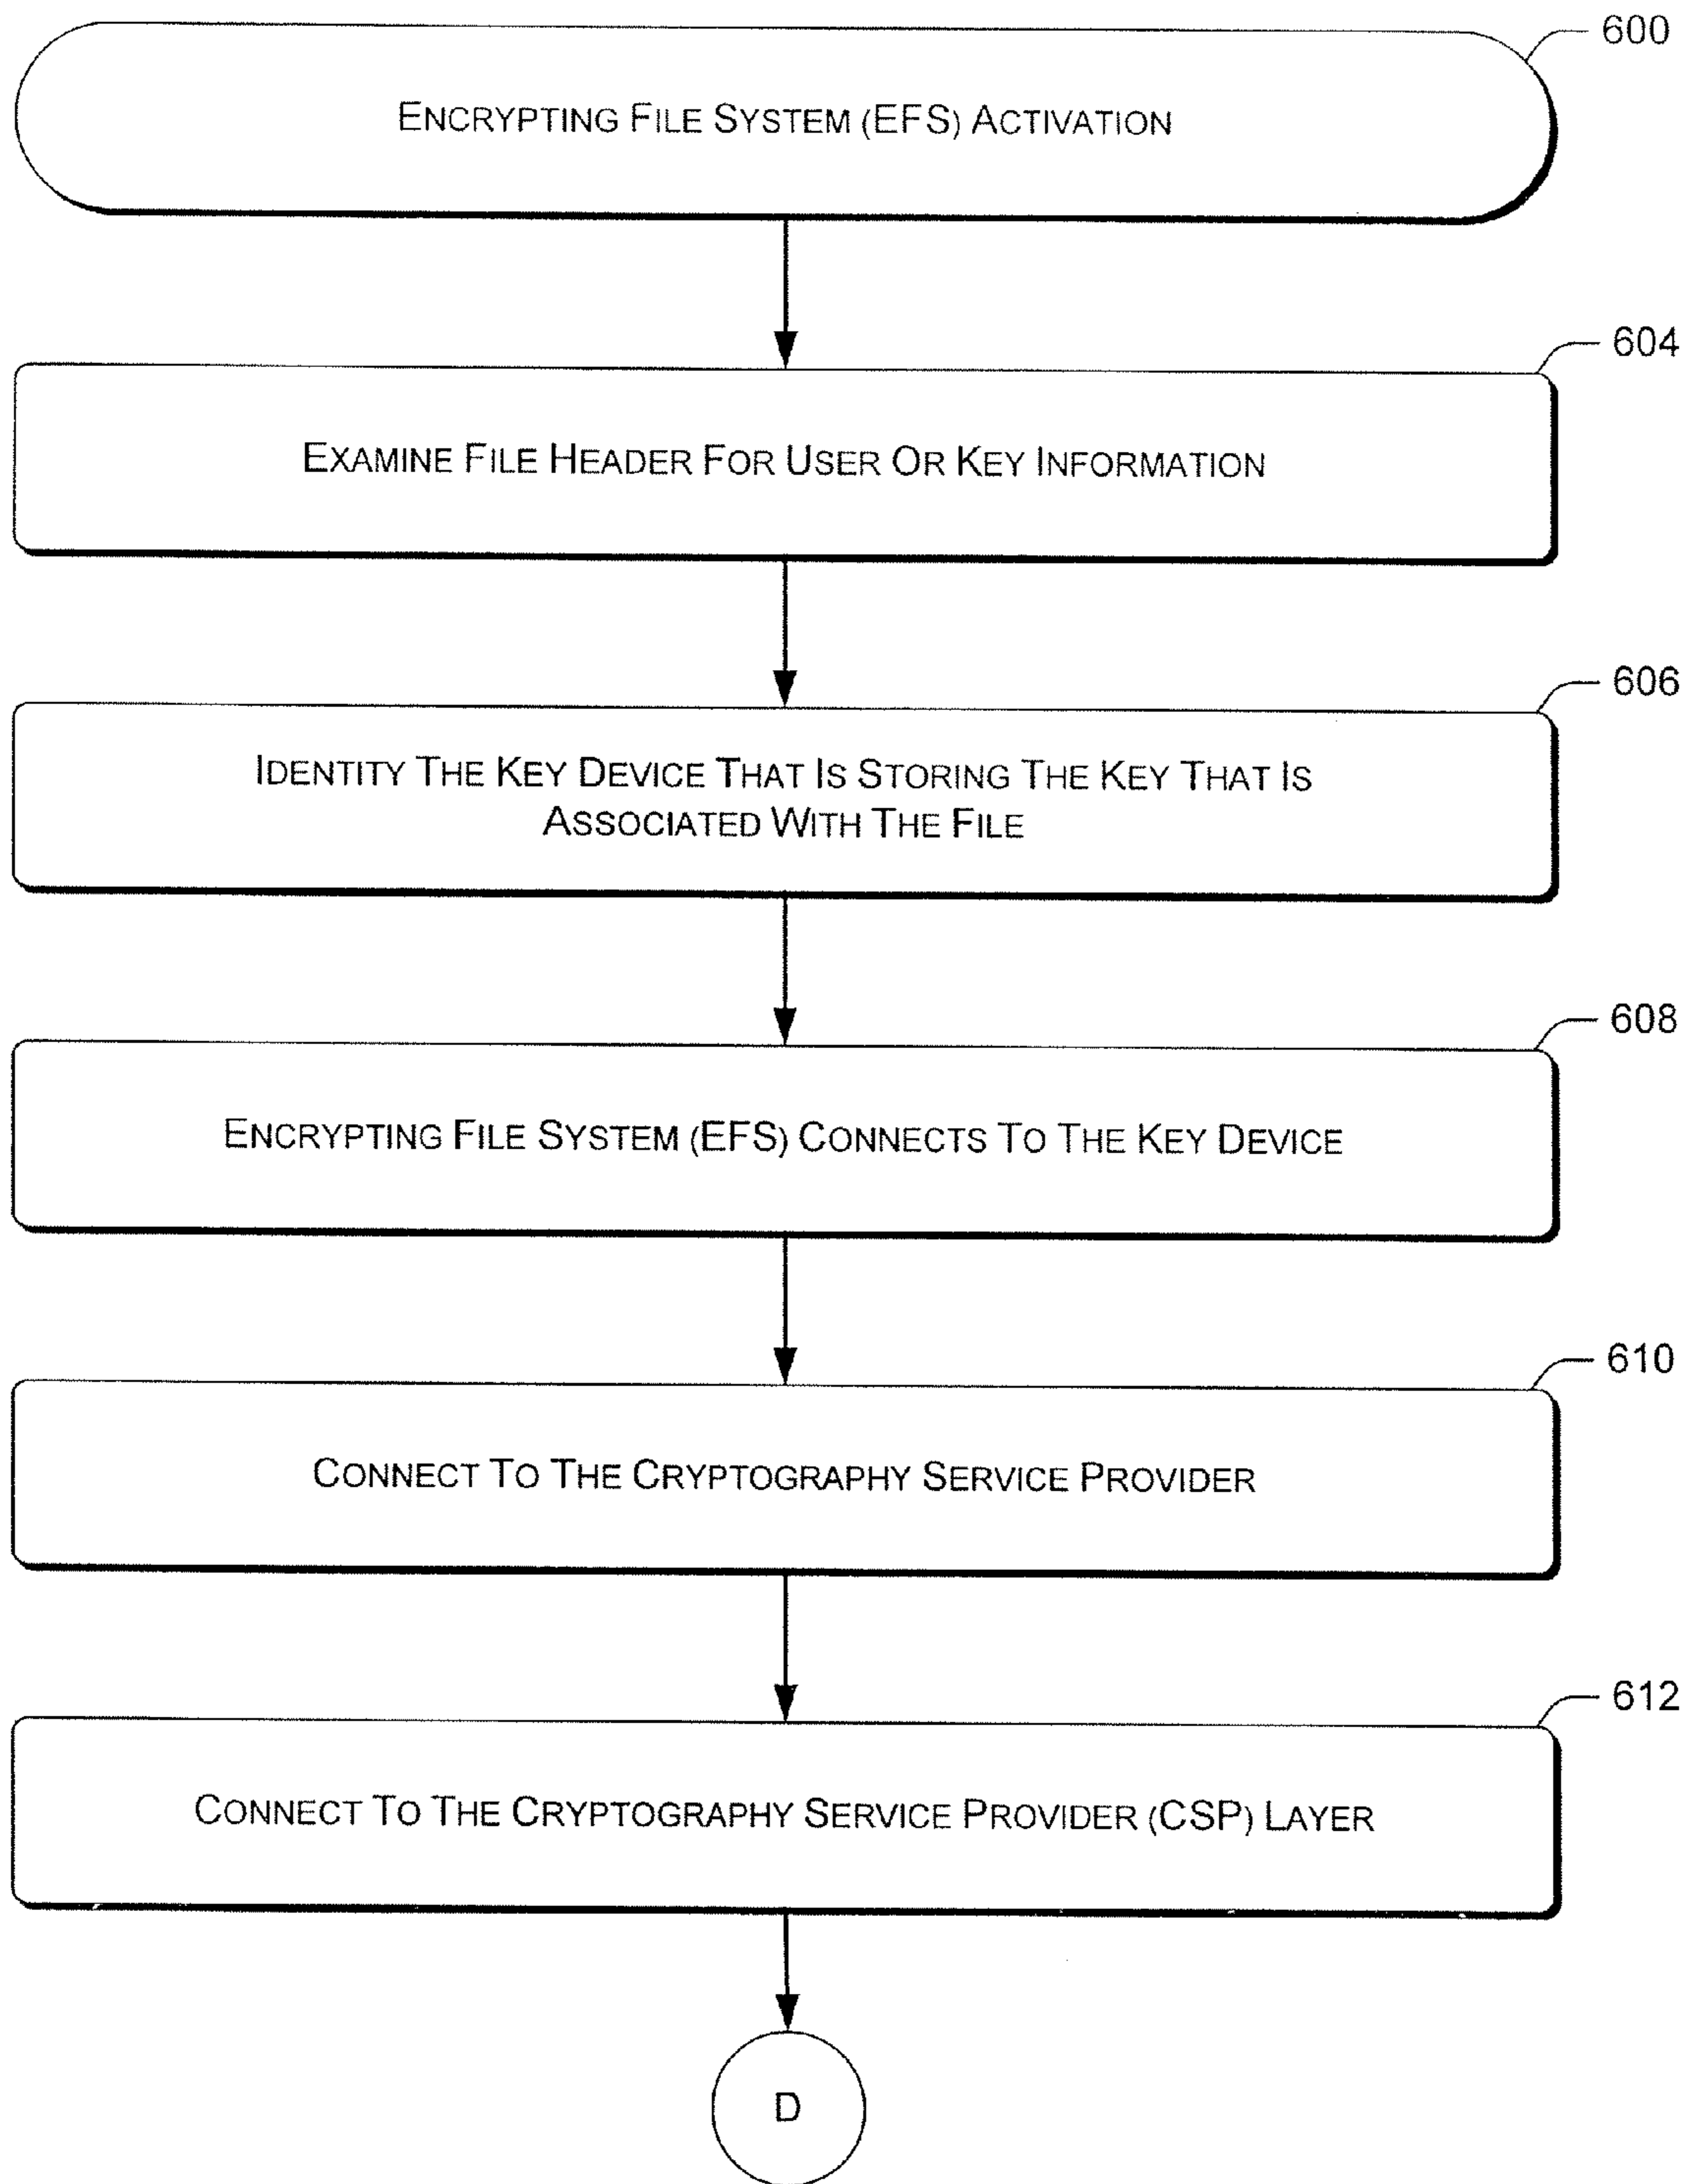 600
ENCRYPTING FILE SYSTEM (EFS) ACTIVATION
604
EXAMINE FILE HEADER FOR USER OR KEY INFORMATION
606
IDENTITY THE KEY DEVICE THAT IS STORING THE KEY THAT IS
ASSOCIATED WITH THE FILE
608
ENCRYPTING FILE SYSTEM (EFS) CONNECTS TO THE KEY DEVICE
610
CONNECT TO THE CRYPTOGRAPHY SERVICE PROVIDER
612
CONNECT TO THE CRYPTOGRAPHY SERVICE PROVIDER (CSP) LAYER
D